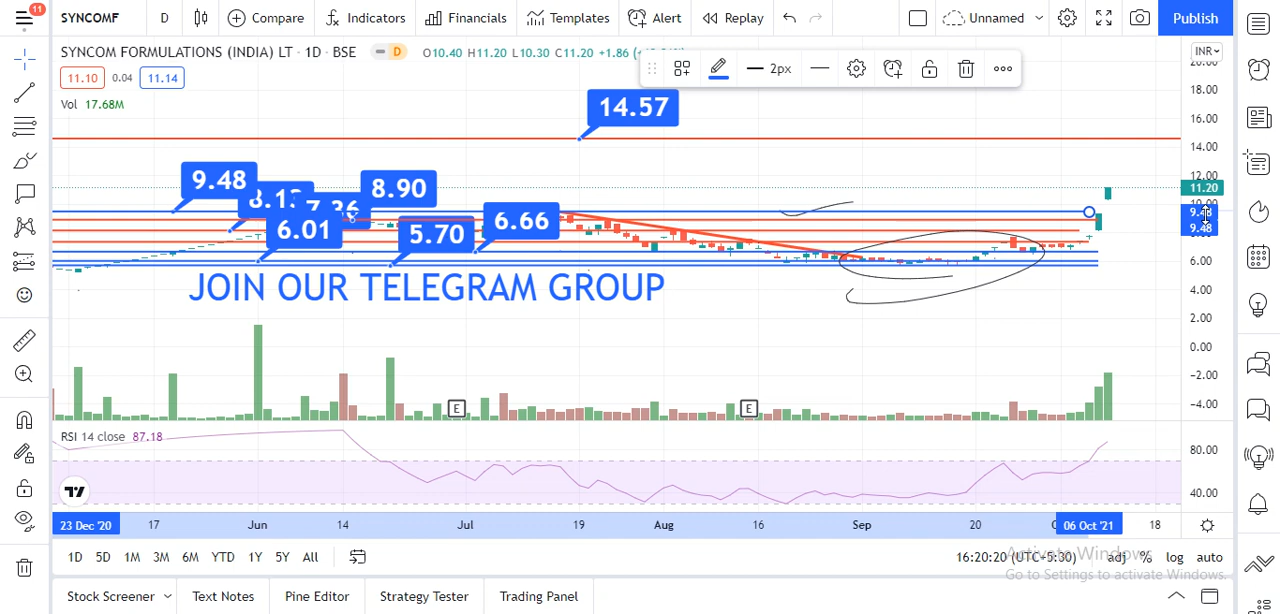 11
SYNCOMF D Compare Indicators Financials Templates Alert Replay Unnamed Publish
SYNCOM FORMULATIONS (INDIA) LT · 1D · BSE D O10.40 H11.20 L10.30 C11.20 +1.86
INR
2px
11.10 0.04 11.14
Vol 17.68M
18.00
16.00
14.57
14.00
12.00
9.48
8.90
11.20
8.13
7.36
6.01
5.70
6.66
9.48
6.00
JOIN OUR TELEGRAM GROUP
4.00
2.00
0.00
−2.00
−4.00
E E
RSI 14 close 87.18
80.00
40.00
23 Dec '20 17 Jun 14 Jul 19 Aug 16 Sep 20 06 Oct '21 18
1D 5D 1M 3M 6M YTD 1Y 5Y All 16:20:20 (UTC+5:30) adj % log auto
Activate Windows
Go to Settings to activate Windows.
Stock Screener Text Notes Pine Editor Strategy Tester Trading Panel